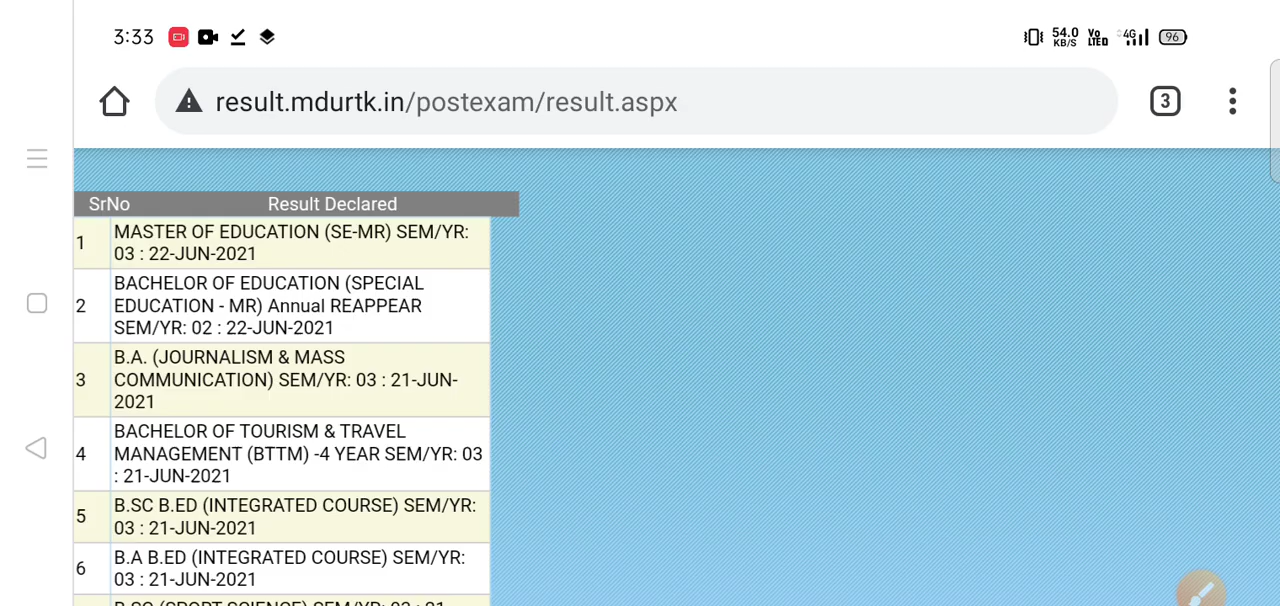 3:33
54.0
KB/S
Vo
LTE
4G
96
result.mdurtk.in/postexam/result.aspx
3
SrNo Result Declared
1 MASTER OF EDUCATION (SE-MR) SEM/YR:
03 : 22-JUN-2021
2 BACHELOR OF EDUCATION (SPECIAL
EDUCATION - MR) Annual REAPPEAR
SEM/YR: 02 : 22-JUN-2021
3 B.A. (JOURNALISM & MASS
COMMUNICATION) SEM/YR: 03 : 21-JUN-
2021
4 BACHELOR OF TOURISM & TRAVEL
MANAGEMENT (BTTM) -4 YEAR SEM/YR: 03
: 21-JUN-2021
5 B.SC B.ED (INTEGRATED COURSE) SEM/YR:
03 : 21-JUN-2021
6 B.A B.ED (INTEGRATED COURSE) SEM/YR:
03 : 21-JUN-2021